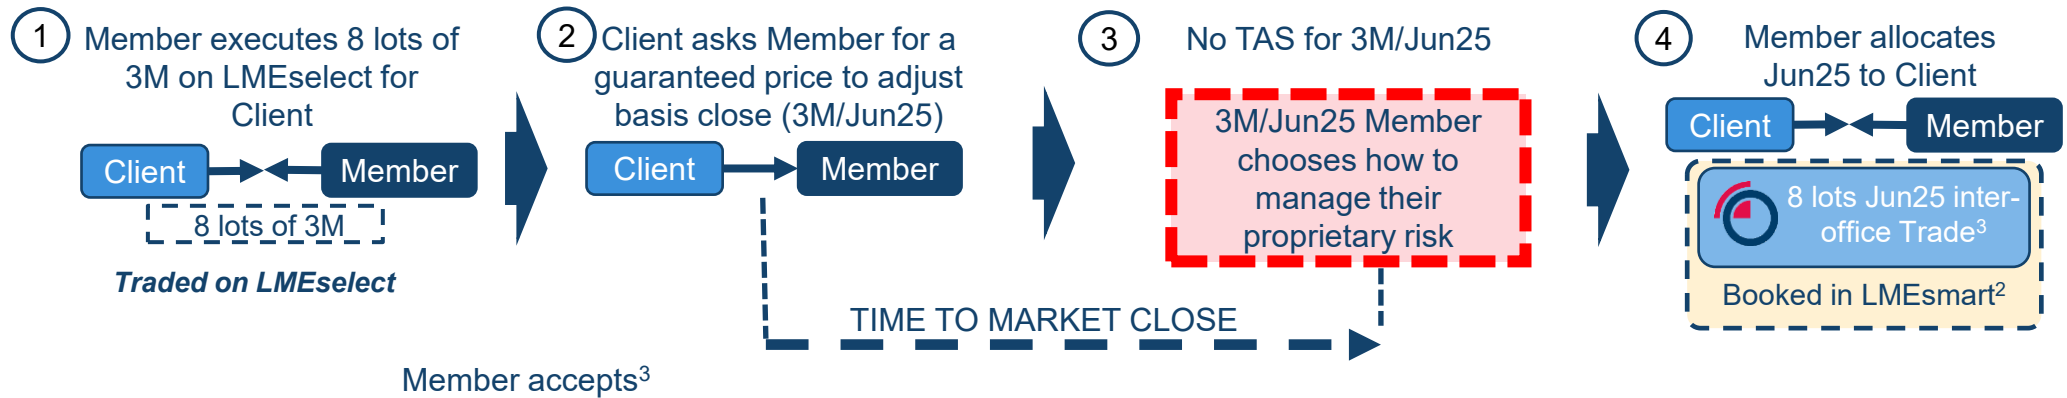 1
Member executes 8 lots of
3M on LMEselect for
Client
Client
Member
8 lots of 3M
Traded on LMEselect
2
Client asks Member for a
guaranteed price to adjust
basis close (3M/Jun25)
Client
Member
TIME TO MARKET CLOSE
Member accepts³
3
No TAS for 3M/Jun25
3M/Jun25 Member
chooses how to
manage their
proprietary risk
4
Member allocates
Jun25 to Client
Client
Member
8 lots Jun25 inter-
office Trade³
Booked in LMEsmart²